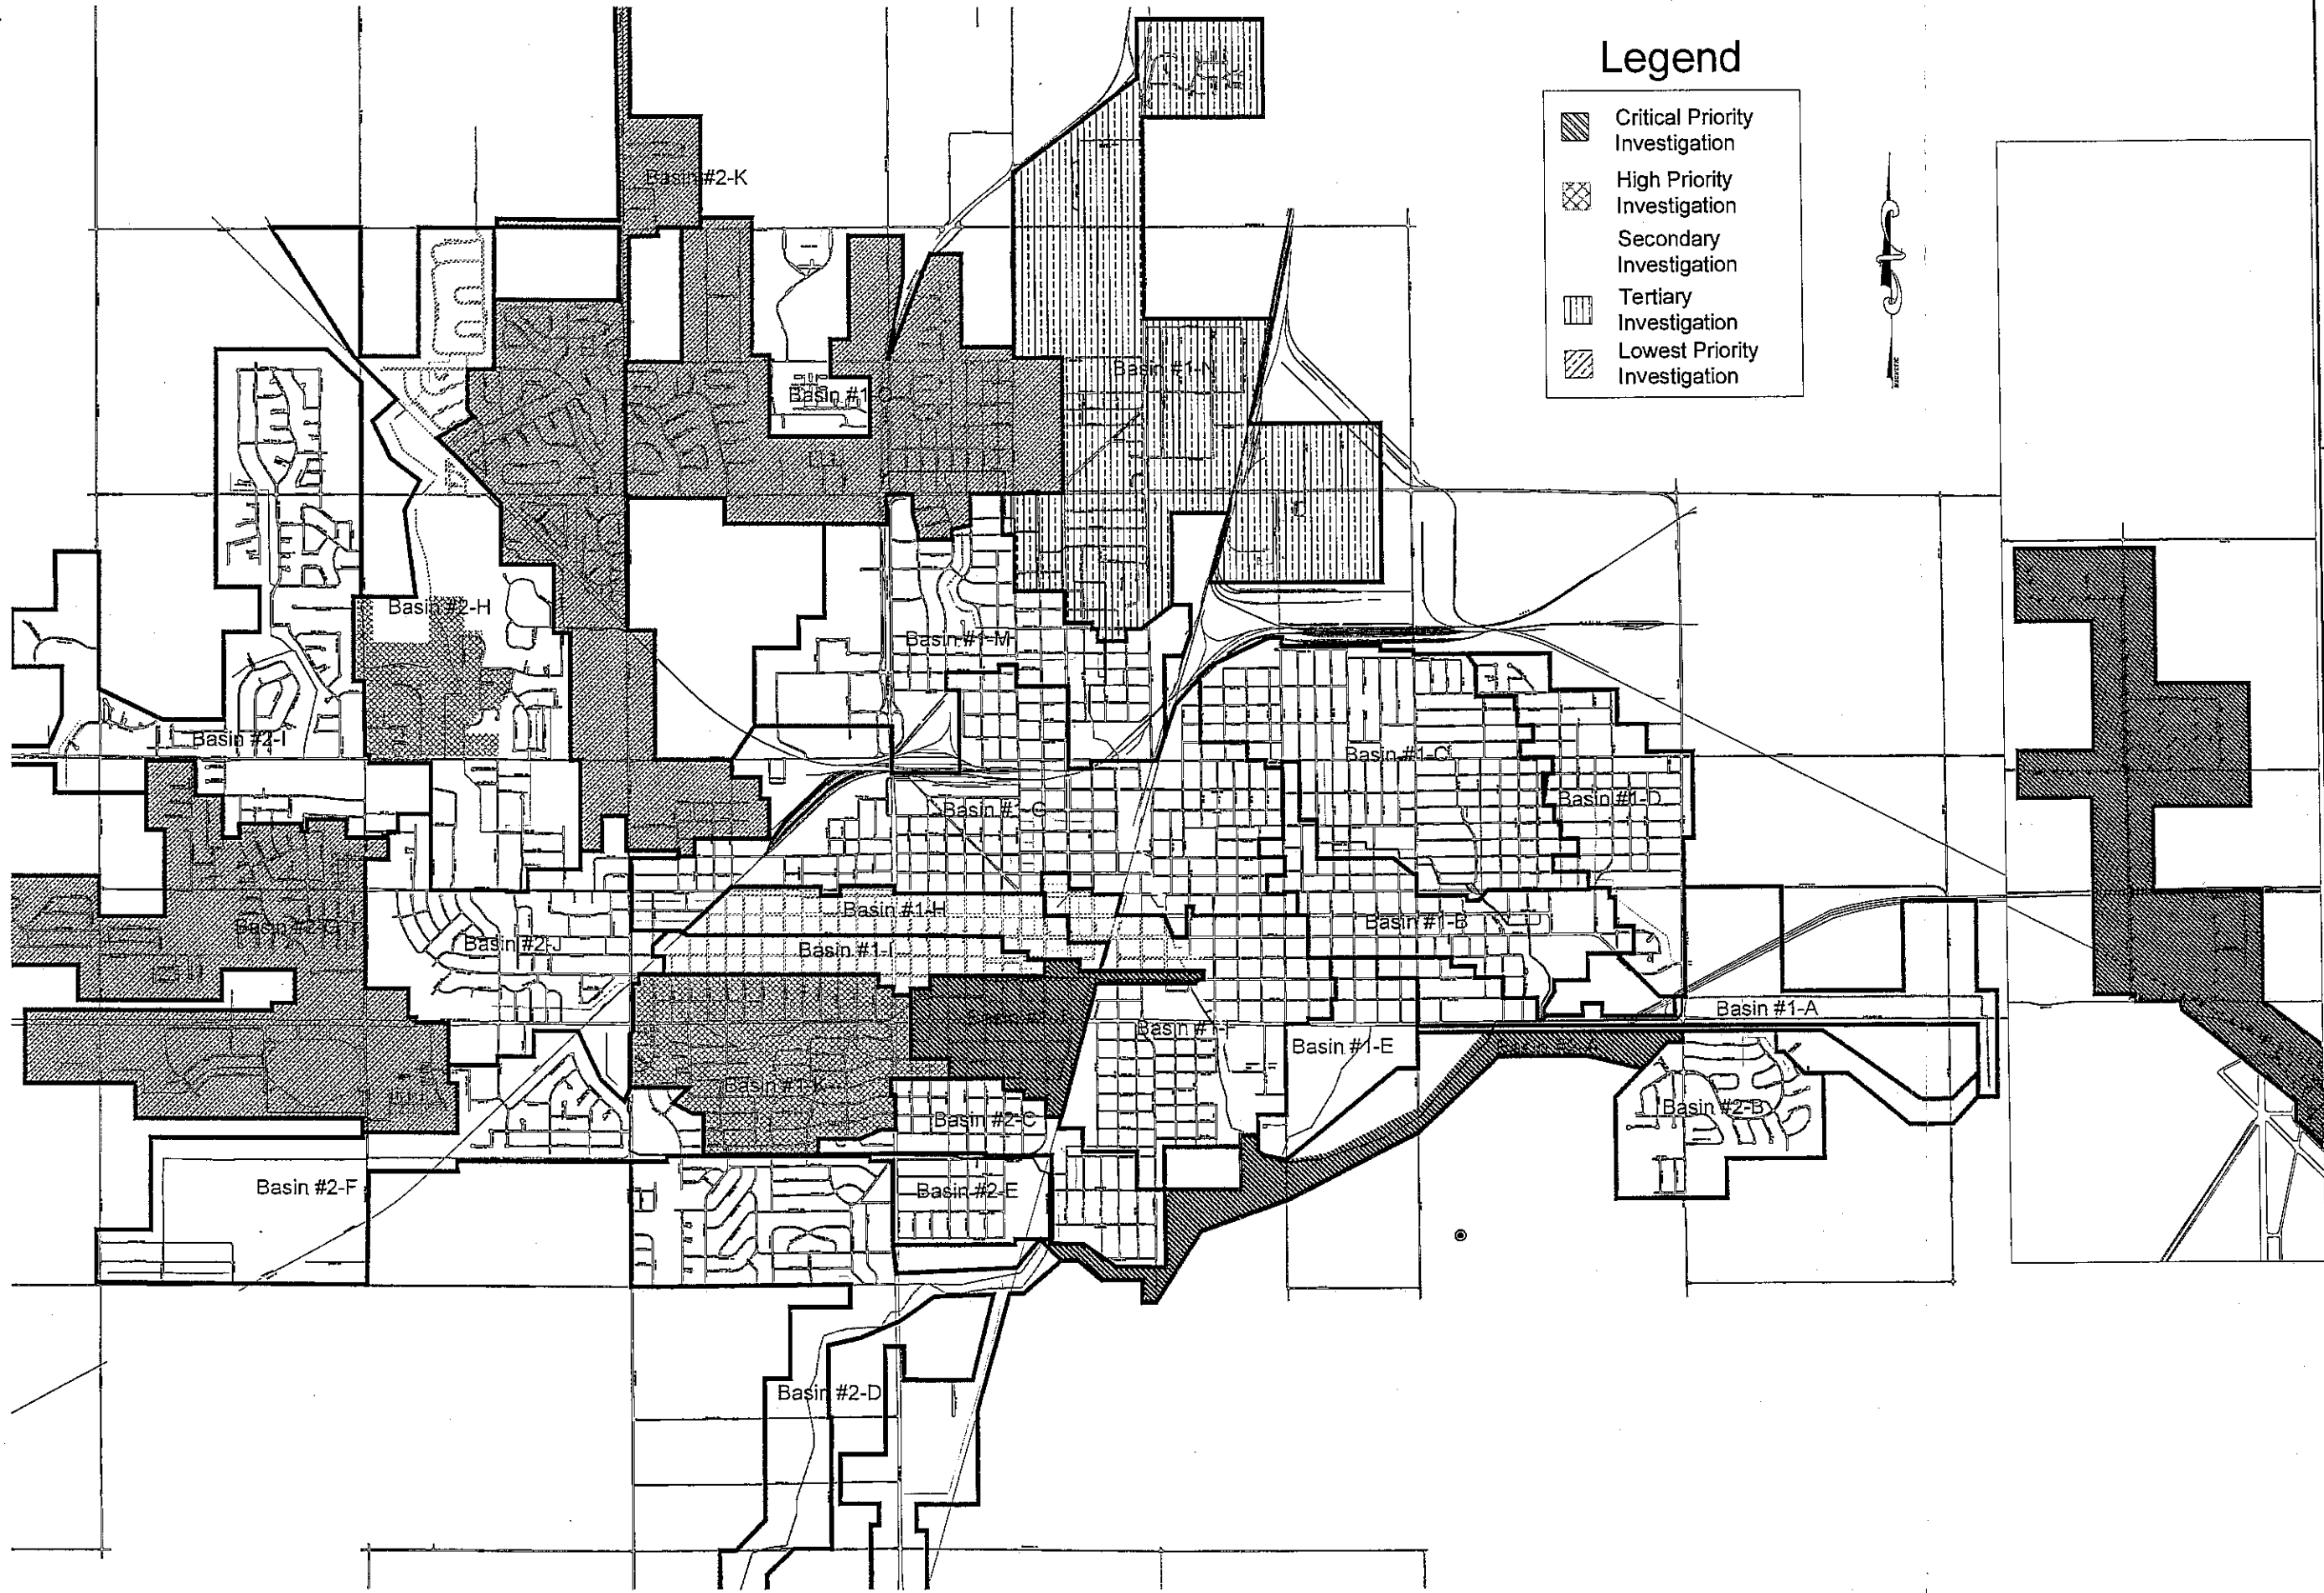 Legend
Critical Priority
Investigation
High Priority
Investigation
Secondary
Investigation
Tertiary
Investigation
Lowest Priority
Investigation
Basin #2-K
Basin #1-N
Basin #1-O
Basin #2-H
Basin #1-M
Basin #2-I
Basin #1-C
Basin #1-D
Basin #1-G
Basin #1-H
Basin #1-B
Basin #2-J
Basin #1-I
Basin #1-A
Basin #1-F
Basin #1-E
Basin #2-A
Basin #1-K
Basin #2-C
Basin #2-B
Basin #2-F
Basin #2-E
Basin #2-D